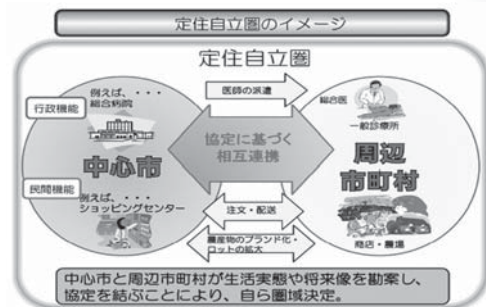 定住自立圏のイメージ
定住自立圏
行政機能
例えば、・・・
総合病院
中心市
民間機能
例えば、・・・
ショッピングセンター
医師の派遣
協定に基づく
相互連携
注文・配送
農産物のブランド化・
ロットの拡大
総合医
一般診療所
周辺
市町村
商店・農場
中心市と周辺市町村が生活実態や将来像を勘案し、
協定を結ぶことにより、自ら圏域決定。